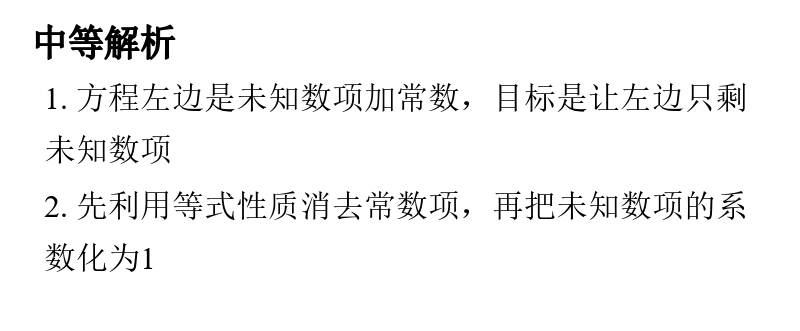 中等解析
1. 方程左边是未知数项加常数，目标是让左边只剩
未知数项
2. 先利用等式性质消去常数项，再把未知数项的系
数化为1